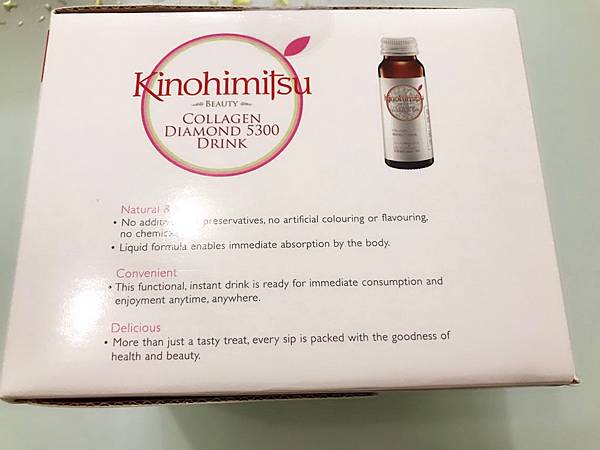 Kinohimitsu
BEAUTY
COLLAGEN
DIAMOND 5300
DRINK
Kinohimitsu
Natural &
• No preservatives, no artificial colouring or flavouring,
no
• Liquid formula enables immediate absorption by the body.
Convenient
• This functional, instant drink is ready for immediate consumption and
enjoyment anytime, anywhere.
Delicious
• More than just a tasty treat, every sip is packed with the goodness of
health and beauty.